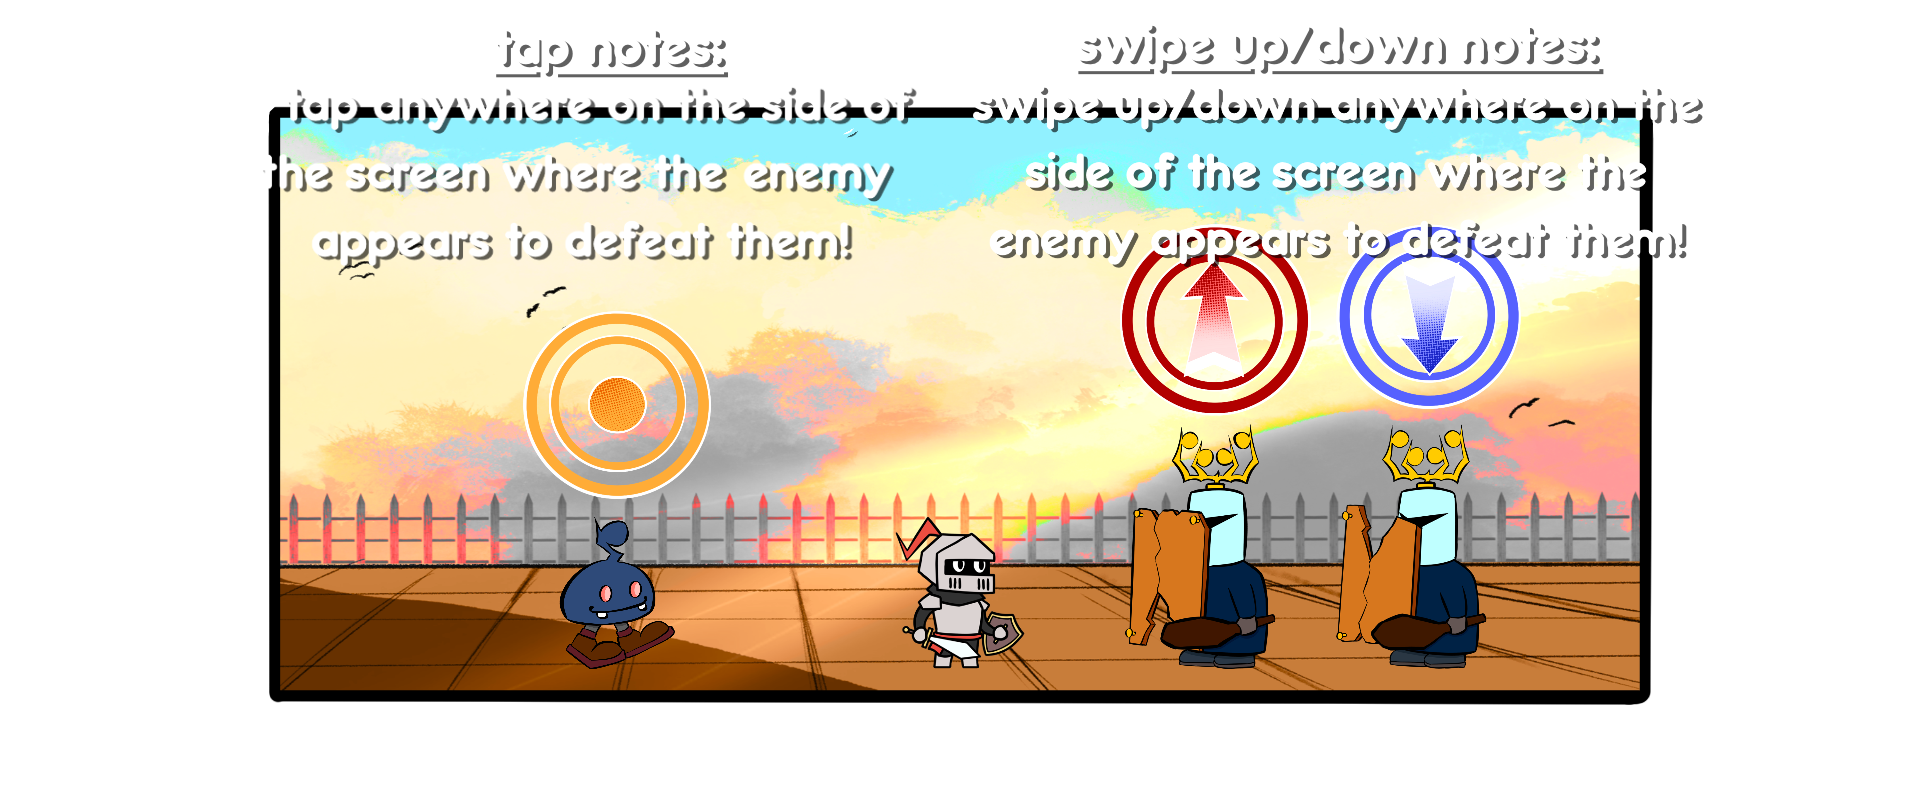 tap notes:
tap anywhere on the side of
the screen where the enemy
appears to defeat them!
swipe up/down notes:
swipe up/down anywhere on the
side of the screen where the
enemy appears to defeat them!